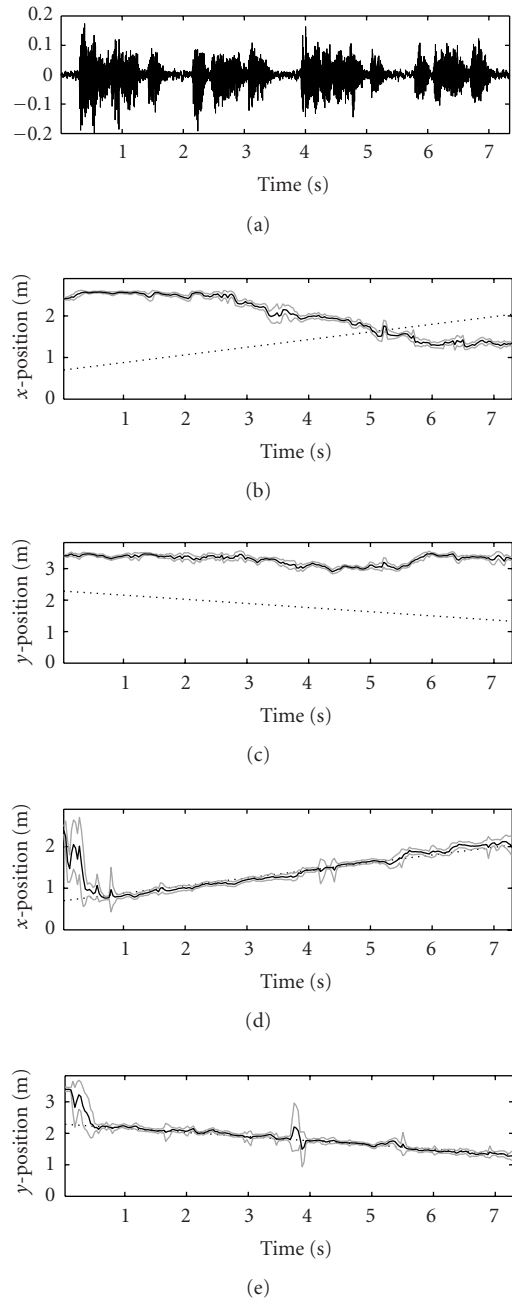 0.2
0.1
0
−0.1
−0.2
1 2 3 4 5 6 7
Time (s)
(a)
x-position (m)
2
1
0
1 2 3 4 5 6 7
Time (s)
(b)
y-position (m)
3
2
1
0
1 2 3 4 5 6 7
Time (s)
(c)
x-position (m)
2
1
0
1 2 3 4 5 6 7
Time (s)
(d)
y-position (m)
3
2
1
0
1 2 3 4 5 6 7
Time (s)
(e)